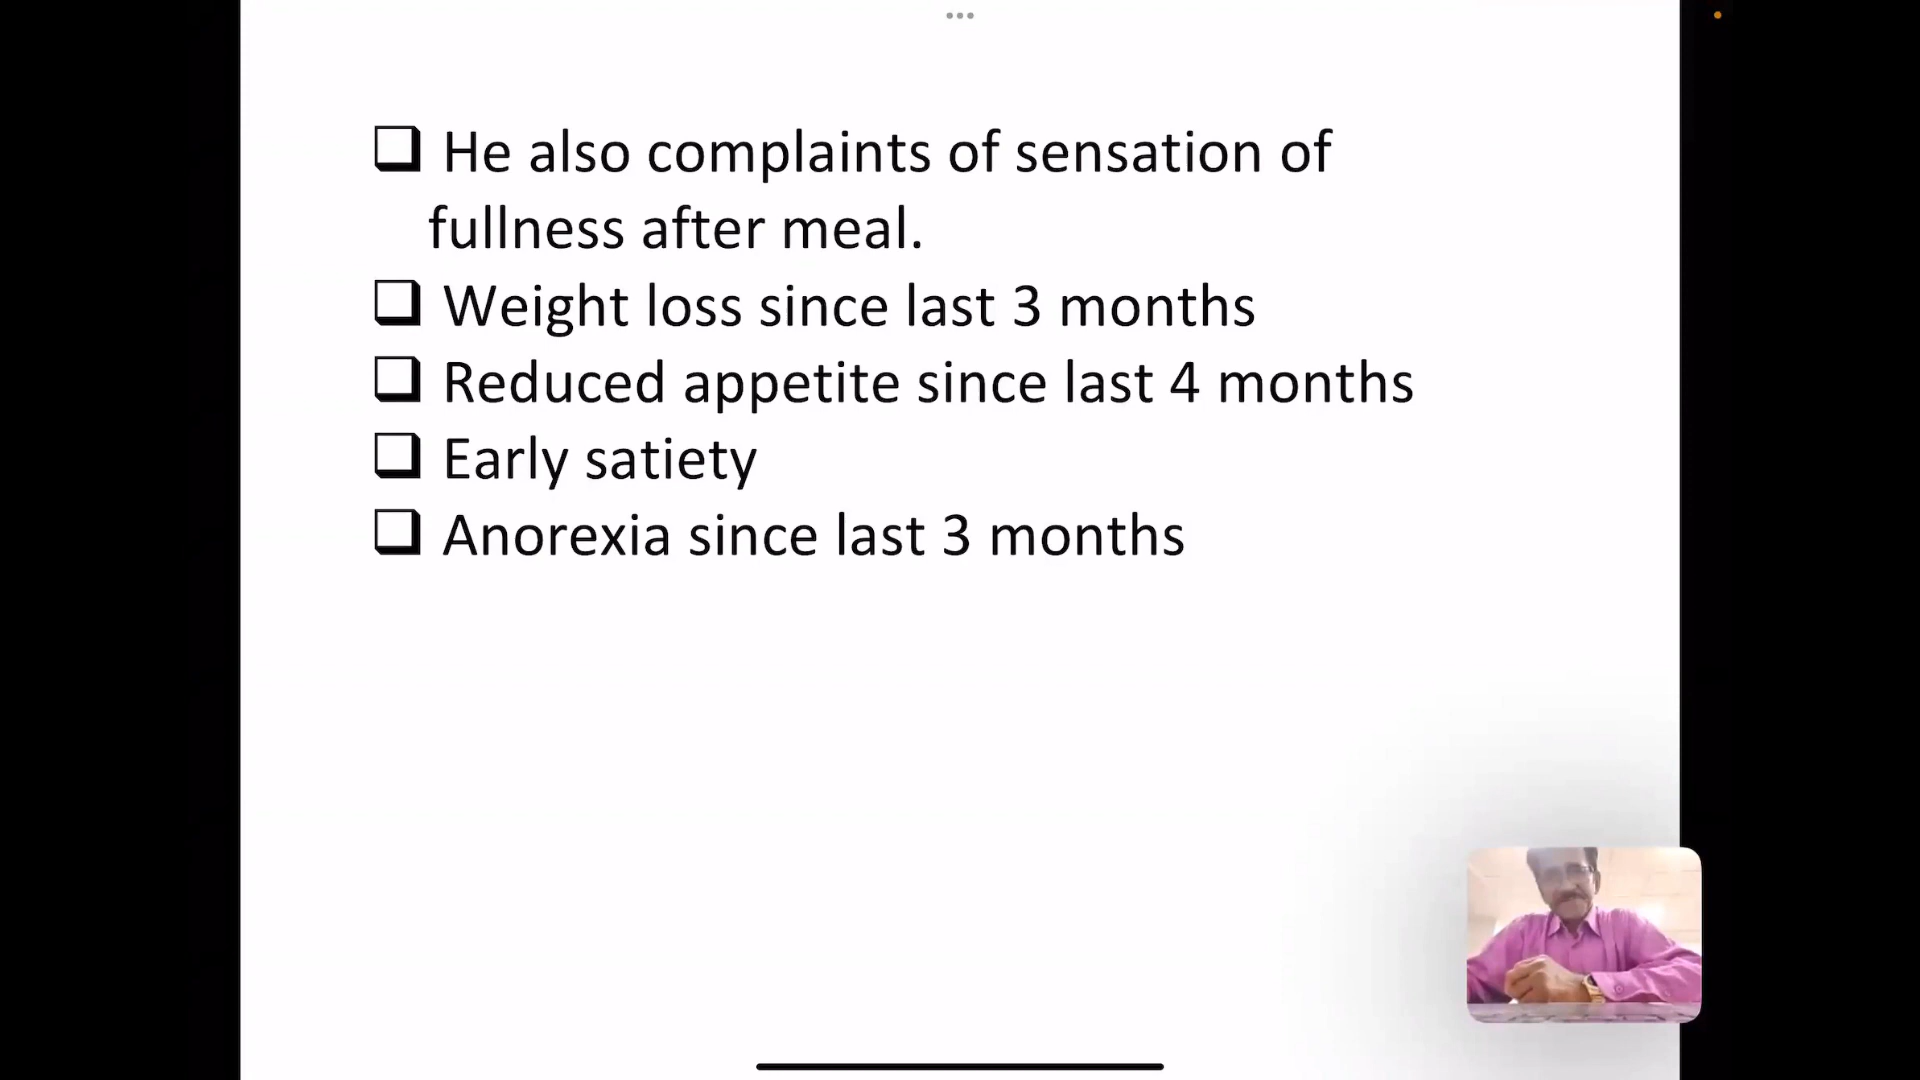 He also complaints of sensation of
fullness after meal.
Weight loss since last 3 months
Reduced appetite since last 4 months
Early satiety
Anorexia since last 3 months